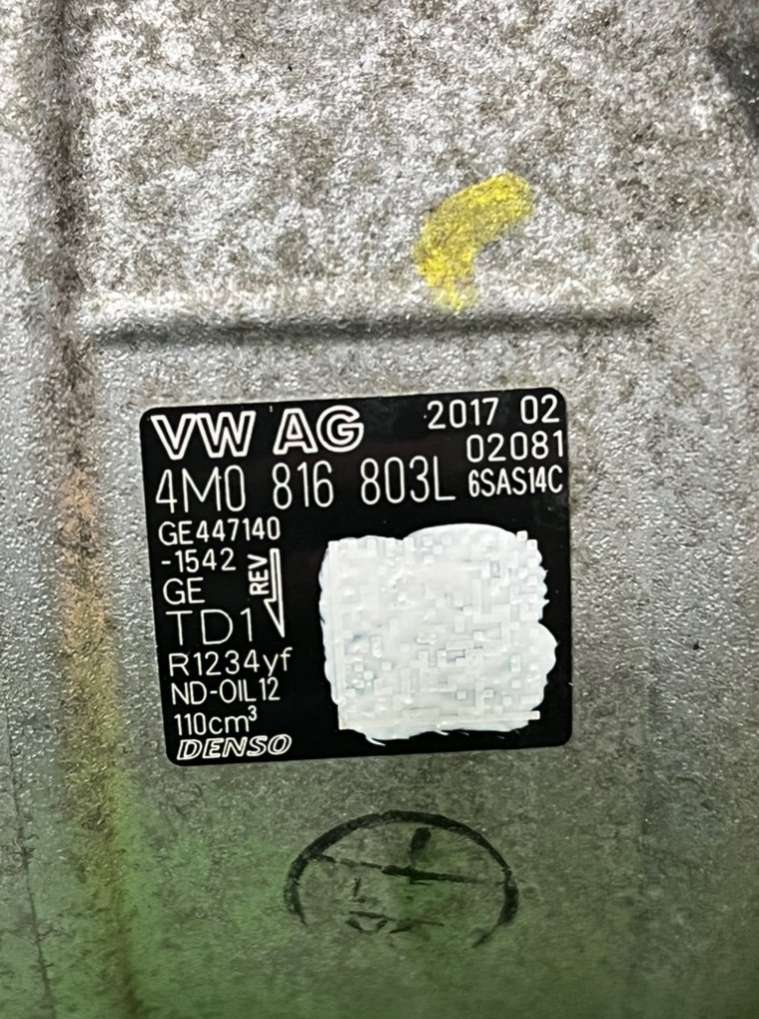 VW AG 2017 02
02081
4M0 816 803L 6SAS14C
GE447140
-1542
GE
REV
TD1
R1234yf
ND-OIL12
110cm³
DENSO